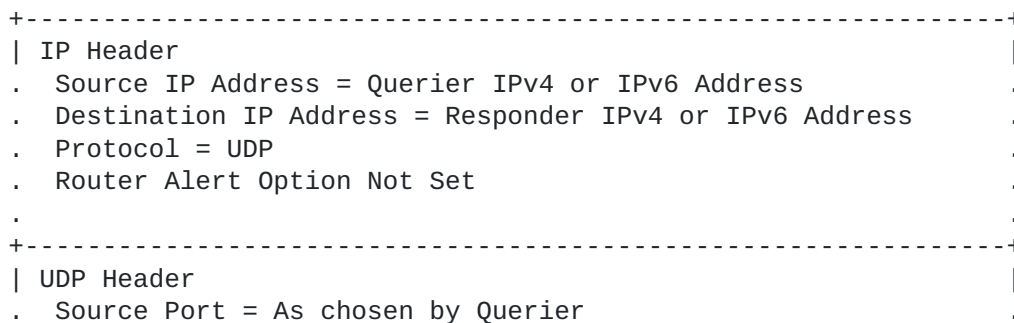 +---------------------------------------------------------------+
| IP Header                                                     |
.  Source IP Address = Querier IPv4 or IPv6 Address             .
.  Destination IP Address = Responder IPv4 or IPv6 Address      .
.  Protocol = UDP                                               .
.  Router Alert Option Not Set                                  .
.                                                               .
+---------------------------------------------------------------+
| UDP Header                                                    |
.  Source Port = As chosen by Querier                           .